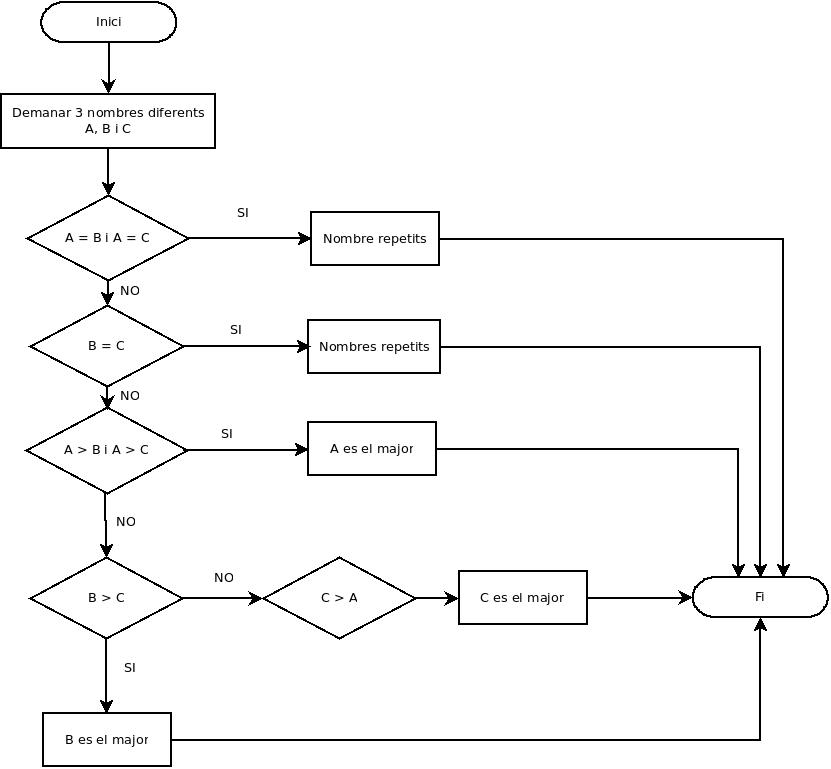 Inici
Demanar 3 nombres diferents
A, B i C
A = B i A = C
SI
Nombre repetits
NO
B = C
SI
Nombres repetits
NO
A > B i A > C
SI
A es el major
NO
B > C
NO
C > A
C es el major
Fi
SI
B es el major